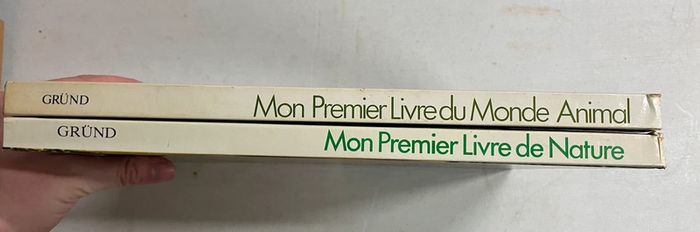 GRÜND Mon Premier Livre du Monde Animal
GRÜND Mon Premier Livre de Nature